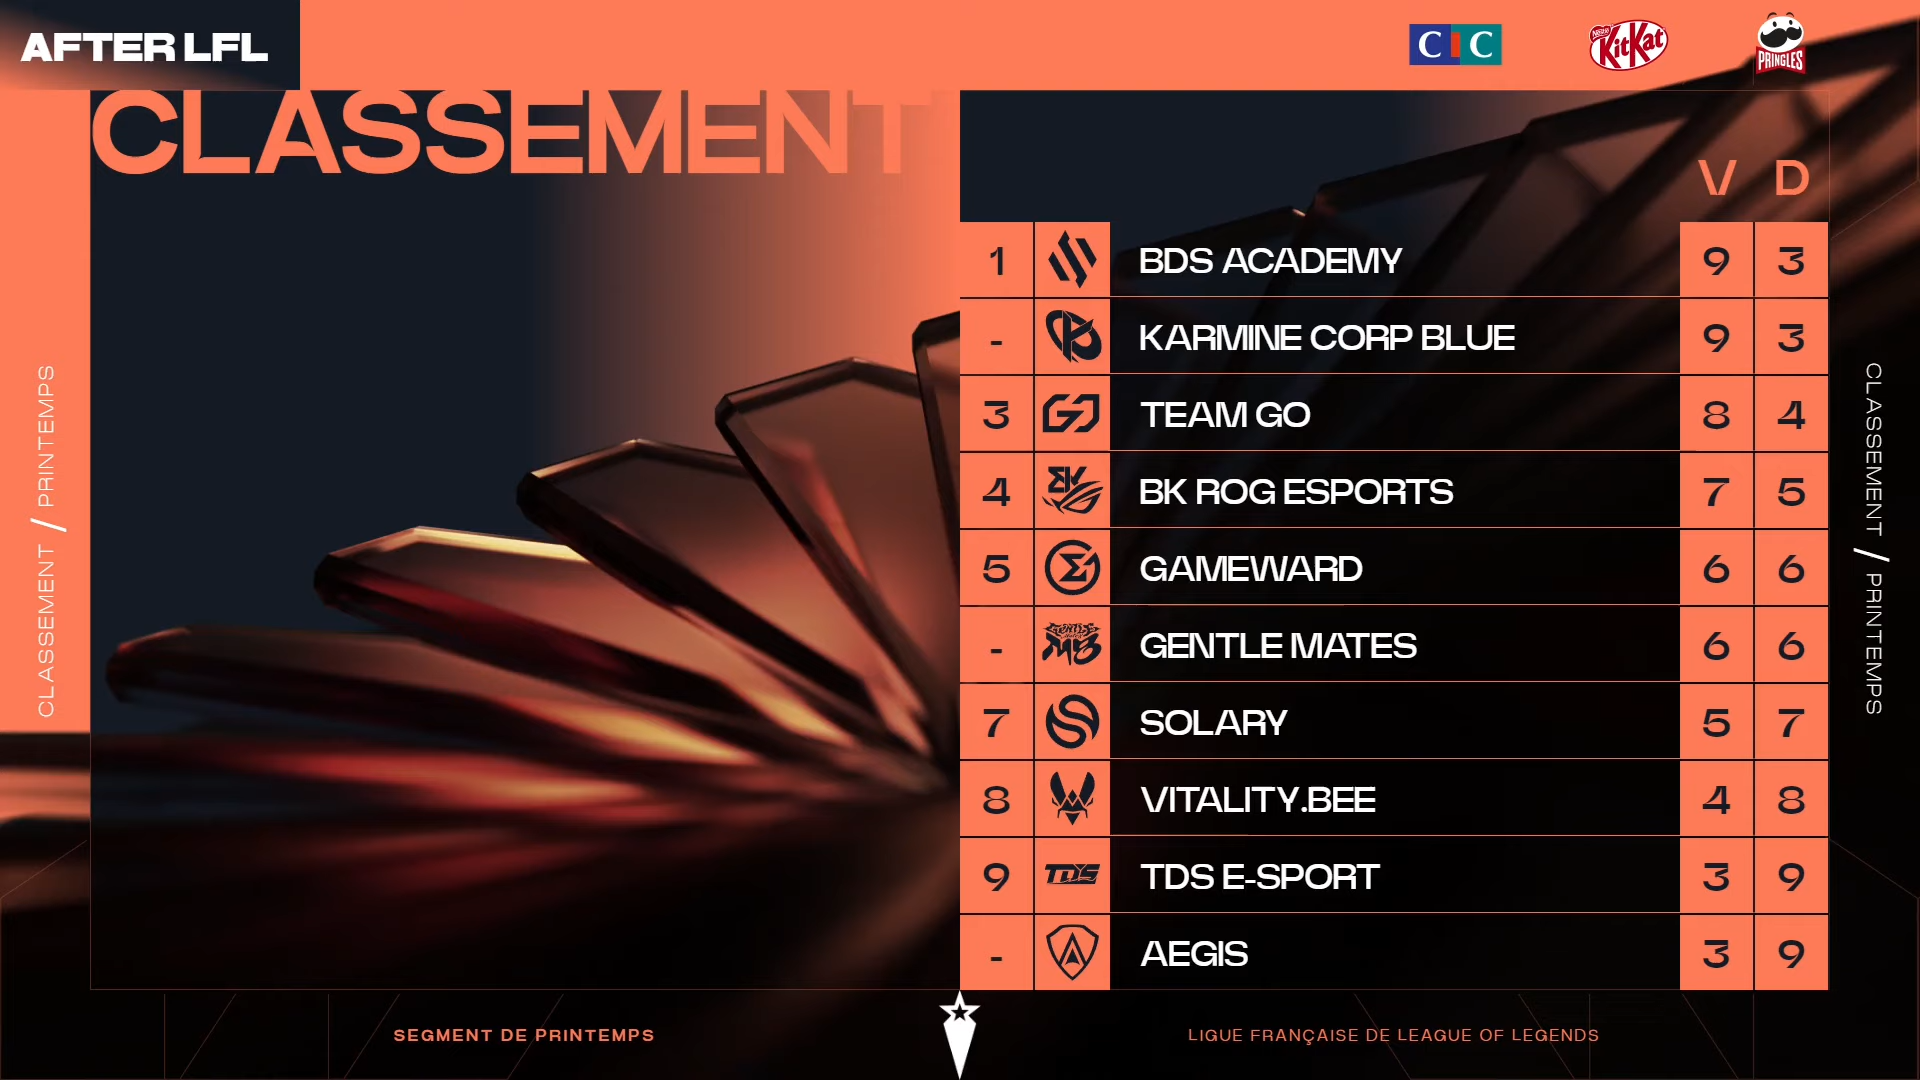 AFTER LFL
CIC
Nestlé
KitKat
PRINGLES
CLASSEMENT
V D
1 BDS ACADEMY 9 3
- KARMINE CORP BLUE 9 3
3 TEAM GO 8 4
4 BK ROG ESPORTS 7 5
5 GAMEWARD 6 6
- GENTLE MATES 6 6
7 SOLARY 5 7
8 VITALITY.BEE 4 8
9 TDS TDS E-SPORT 3 9
- AEGIS 3 9
CLASSEMENT / PRINTEMPS
CLASSEMENT / PRINTEMPS
SEGMENT DE PRINTEMPS
LIGUE FRANÇAISE DE LEAGUE OF LEGENDS